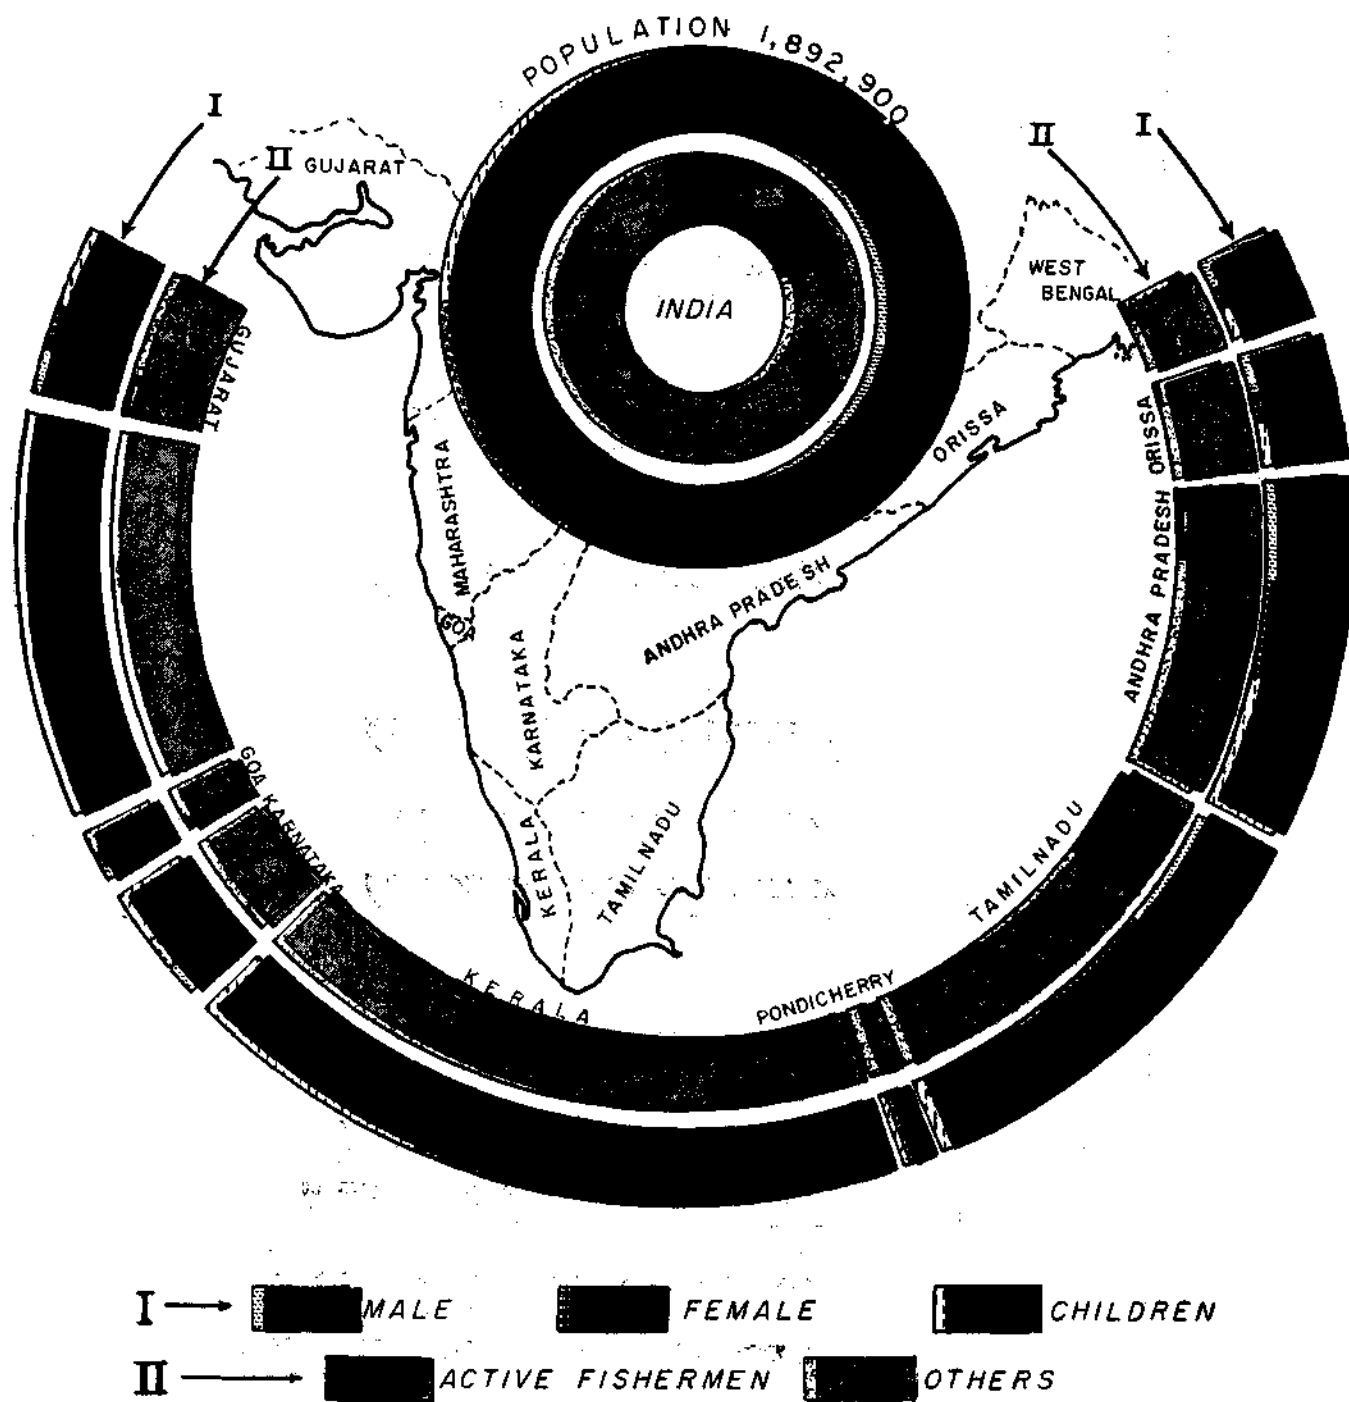 POPULATION 1,892,900
I
II
GUJARAT
II
I
WEST
BENGAL
INDIA
GUJARAT
MAHARASHTRA
GOA
KARNATAKA
KERALA
TAMILNADU
ANDHRA PRADESH
ORISSA
ORISSA
ANDHRA PRADESH
TAMILNADU
PONDICHERRY
KERALA
KARNATAKA
GOA
I MALE FEMALE CHILDREN
II ACTIVE FISHERMEN OTHERS